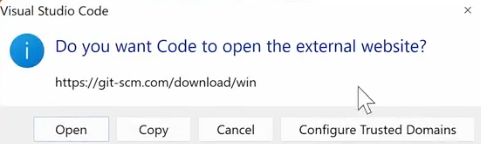 Visual Studio Code
Do you want Code to open the external website?
https://git-scm.com/download/win
Open Copy Cancel Configure Trusted Domains